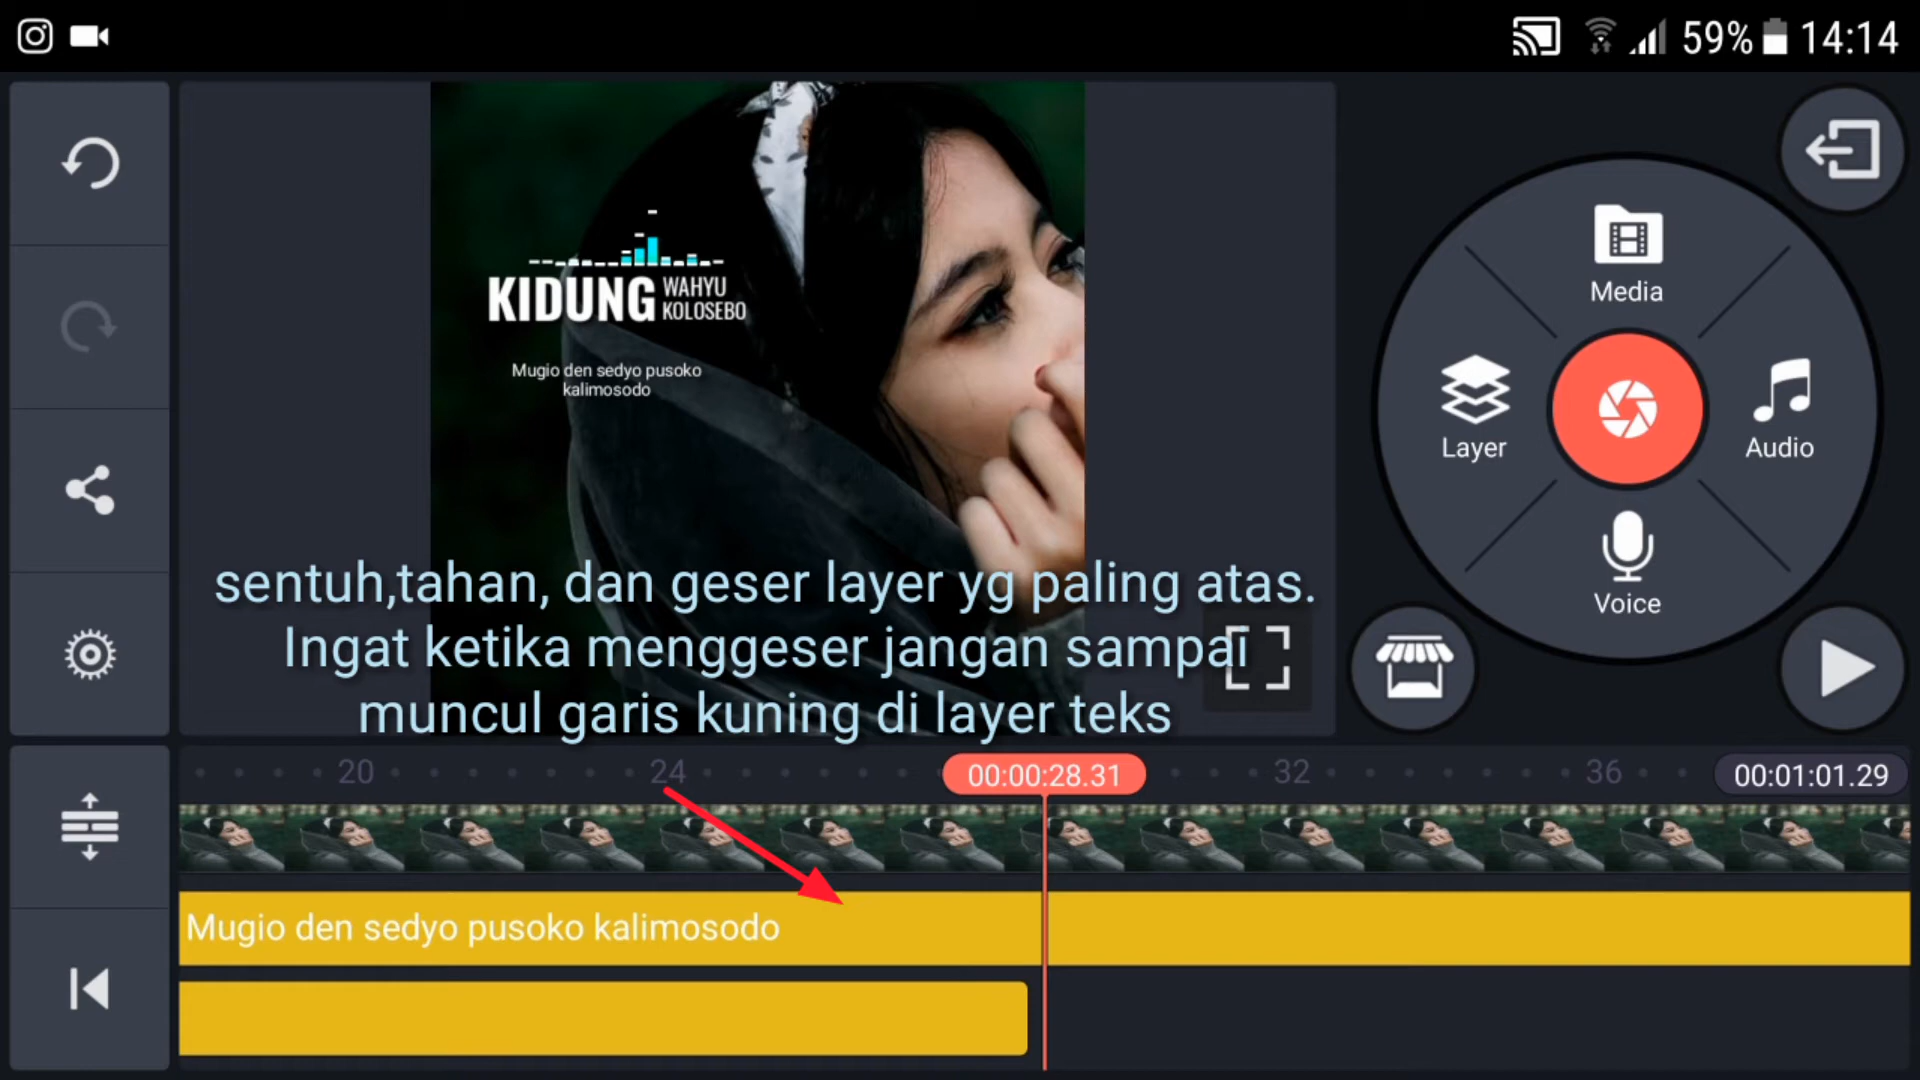 59% 14:14
KIDUNG WAHYU
KOLOSEBO
Mugio den sedyo pusoko
kalimosodo
Media
Layer
Audio
Voice
sentuh,tahan, dan geser layer yg paling atas.
Ingat ketika menggeser jangan sampai
muncul garis kuning di layer teks
20 24 00:00:28.31 32 36 00:01:01.29
Mugio den sedyo pusoko kalimosodo